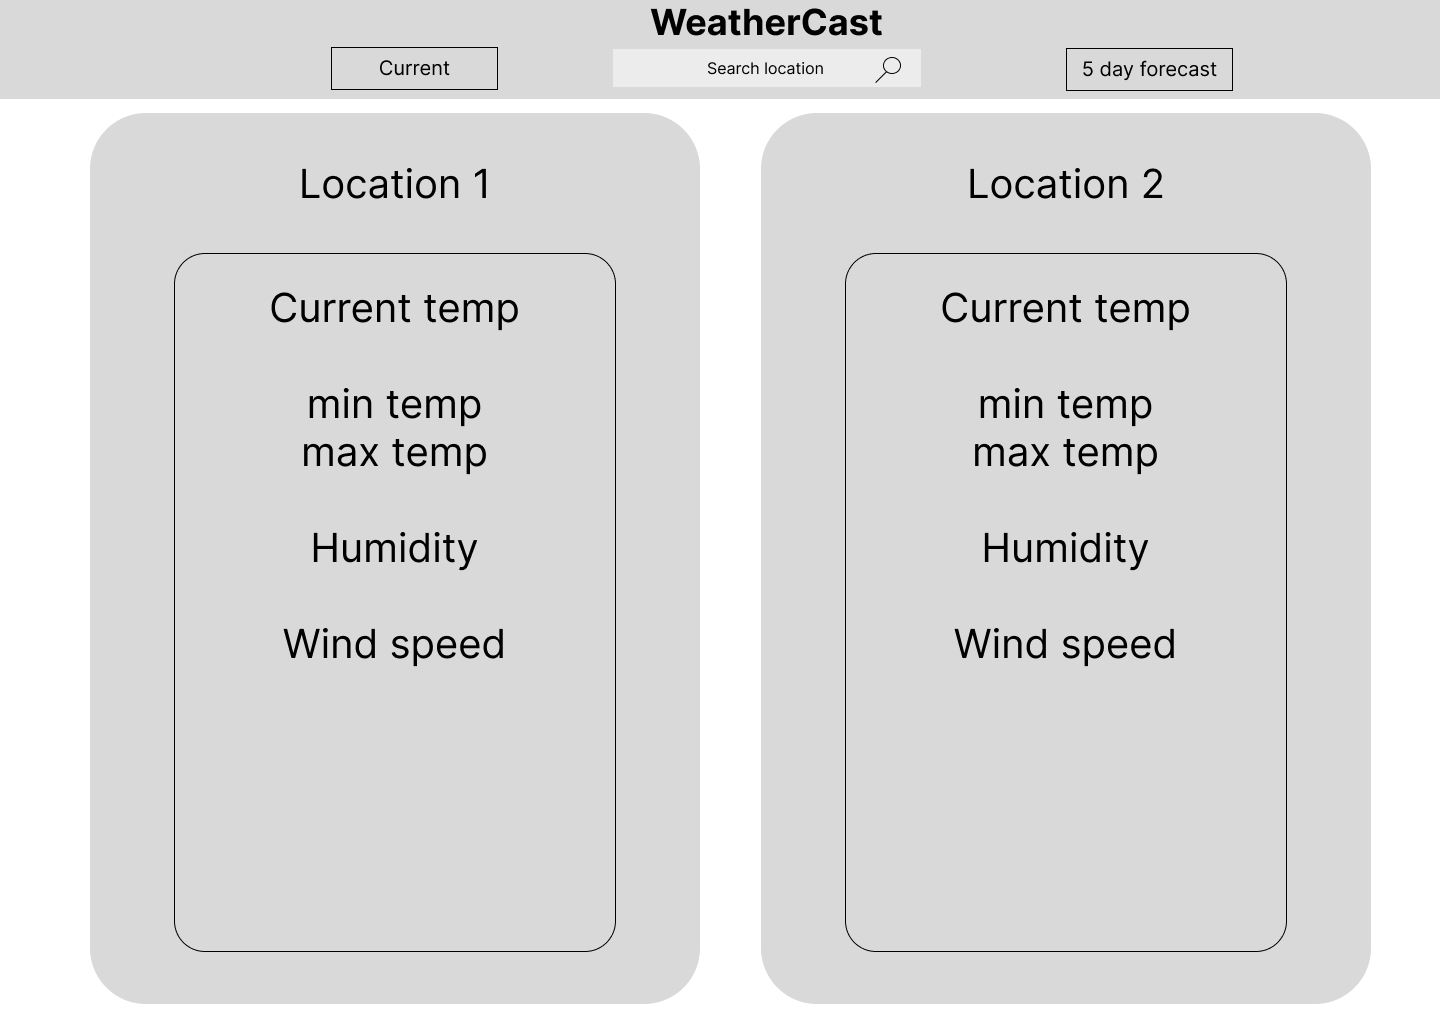 WeatherCast
Current
Search location
5 day forecast
Location 1
Current temp
min temp
max temp
Humidity
Wind speed
Location 2
Current temp
min temp
max temp
Humidity
Wind speed